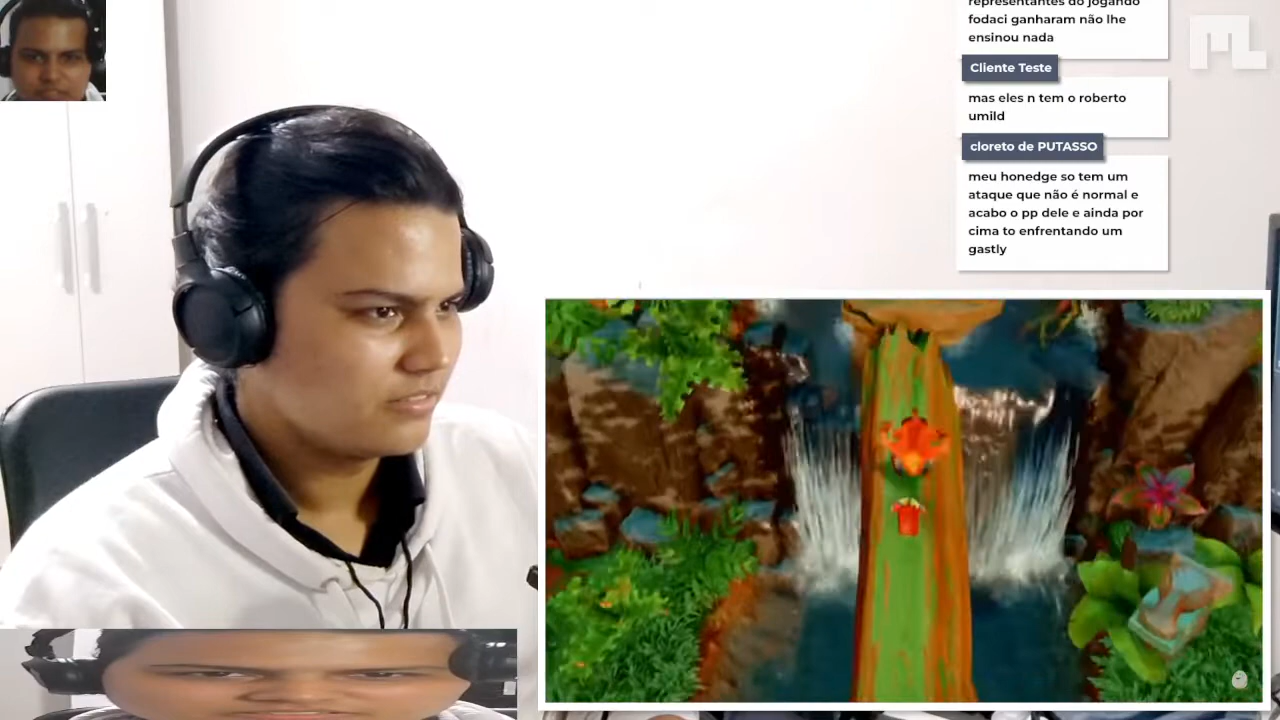 representantes do jogando
fodaci ganharam não lhe
ensinou nada
Cliente Teste
mas eles n tem o roberto
umild
cloreto de PUTASSO
meu honedge so tem um
ataque que não é normal e
acabo o pp dele e ainda por
cima to enfrentando um
gastly